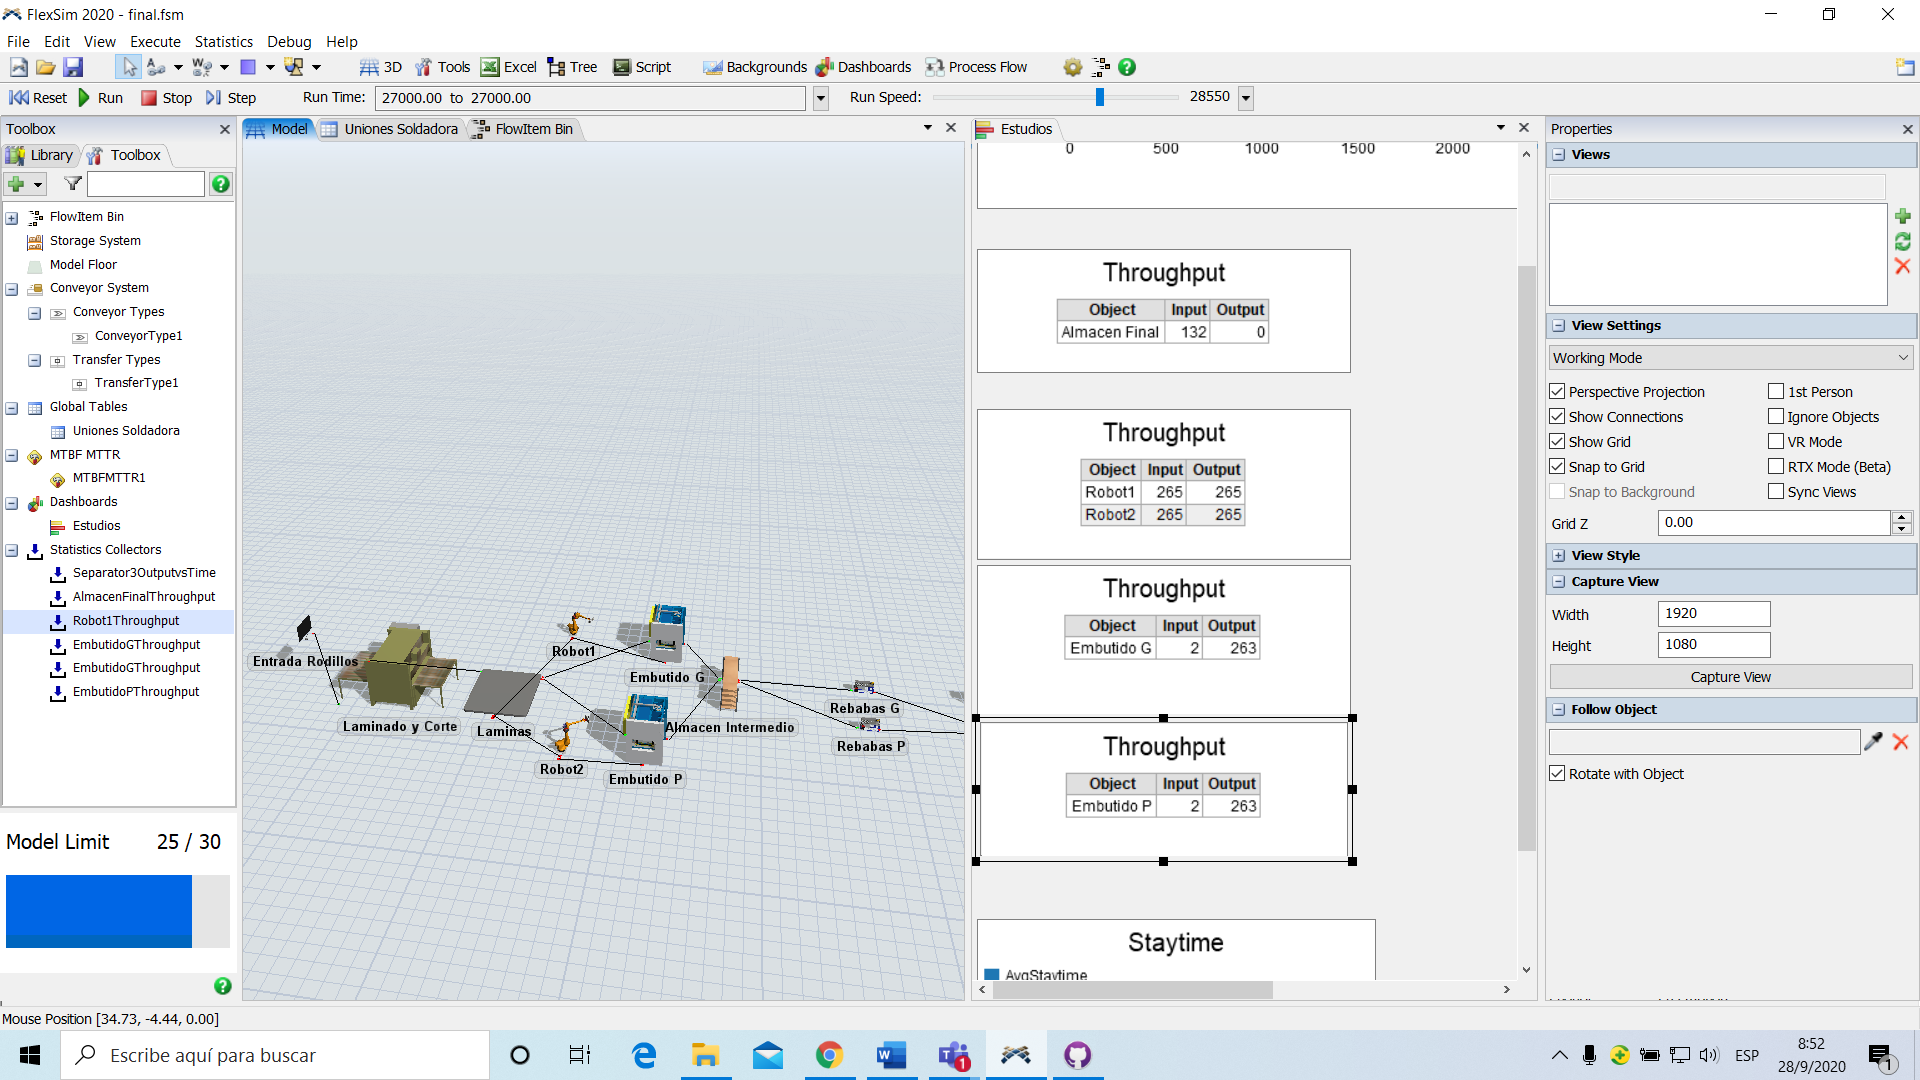 FlexSim 2020 - final.fsm
File Edit View Execute Statistics Debug Help
3D Tools Excel Tree Script Backgrounds Dashboards Process Flow
Reset Run Stop Step Run Time: 27000.00 to 27000.00 Run Speed: 28550
Toolbox
Library Toolbox
FlowItem Bin
Storage System
Model Floor
Conveyor System
Conveyor Types
ConveyorType1
Transfer Types
TransferType1
Global Tables
Uniones Soldadora
MTBF MTTR
MTBFMTTR1
Dashboards
Estudios
Statistics Collectors
Separator3OutputvsTime
AlmacenFinalThroughput
Robot1Throughput
EmbutidoGThroughput
EmbutidoGThroughput
EmbutidoPThroughput
Model Limit 25 / 30
Model Uniones Soldadora FlowItem Bin
Entrada Rodillos
Laminado y Corte
Laminas
Robot1
Robot2
Embutido G
Embutido P
Almacen Intermedio
Rebabas G
Rebabas P
Estudios
0 500 1000 1500 2000
Throughput
Object Input Output
Almacen Final 132 0
Throughput
Object Input Output
Robot1 265 265
Robot2 265 265
Throughput
Object Input Output
Embutido G 2 263
Throughput
Object Input Output
Embutido P 2 263
Staytime
AvgStaytime
Properties
Views
View Settings
Working Mode
Perspective Projection 1st Person
Show Connections Ignore Objects
Show Grid VR Mode
Snap to Grid RTX Mode (Beta)
Snap to Background Sync Views
Grid Z 0.00
View Style
Capture View
Width 1920
Height 1080
Capture View
Follow Object
Rotate with Object
Mouse Position [34.73, -4.44, 0.00]
Escribe aquí para buscar
1
ESP
8:52
28/9/2020
1